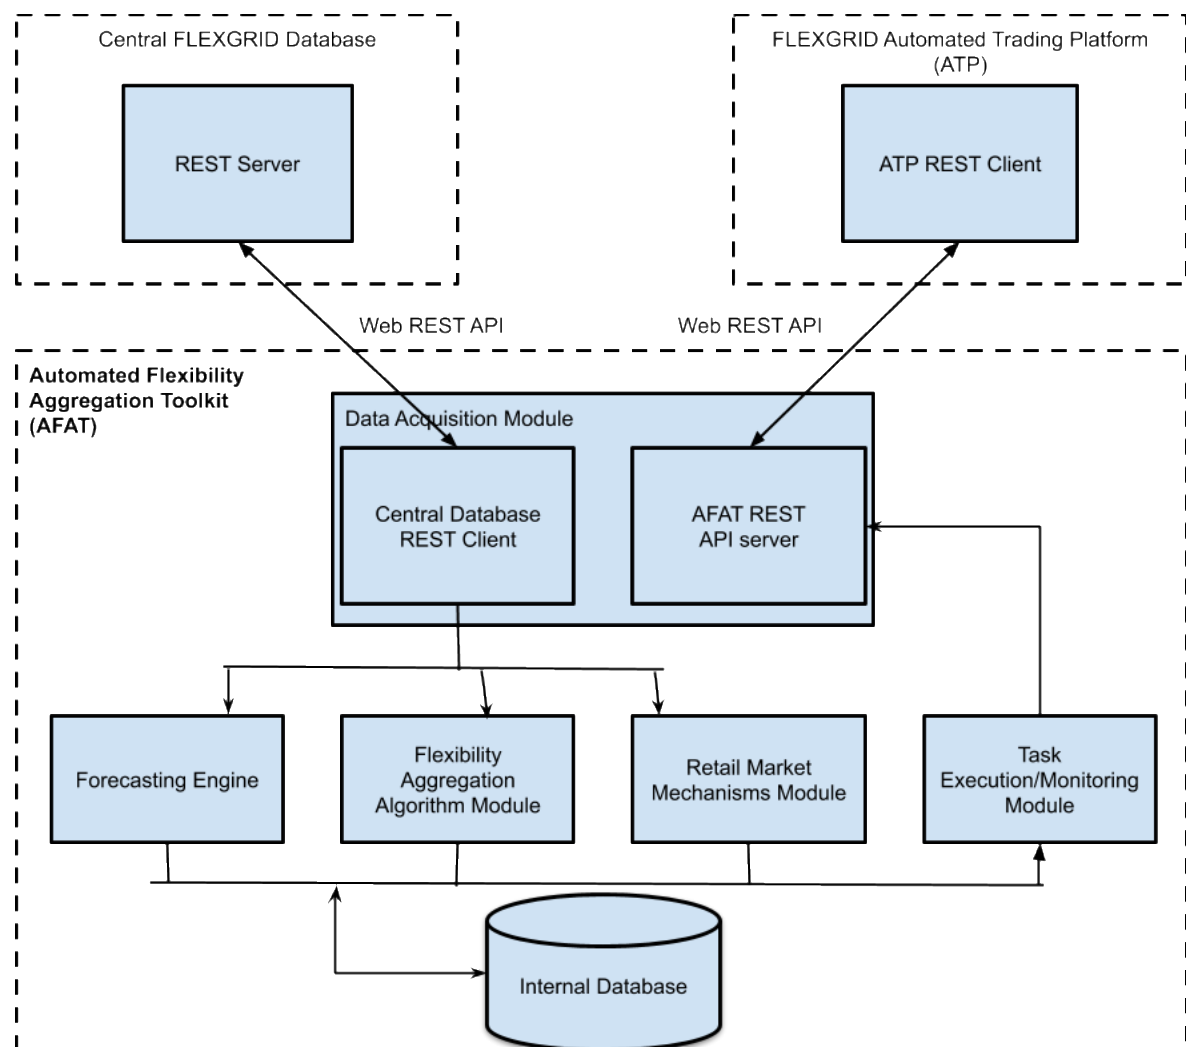 Central FLEXGRID Database
FLEXGRID Automated Trading Platform
(ATP)
REST Server
ATP REST Client
Web REST API
Web REST API
Automated Flexibility
Aggregation Toolkit
(AFAT)
Data Acquisition Module
Central Database
REST Client
AFAT REST
API server
Forecasting Engine
Flexibility
Aggregation
Algorithm Module
Retail Market
Mechanisms Module
Task
Execution/Monitoring
Module
Internal Database